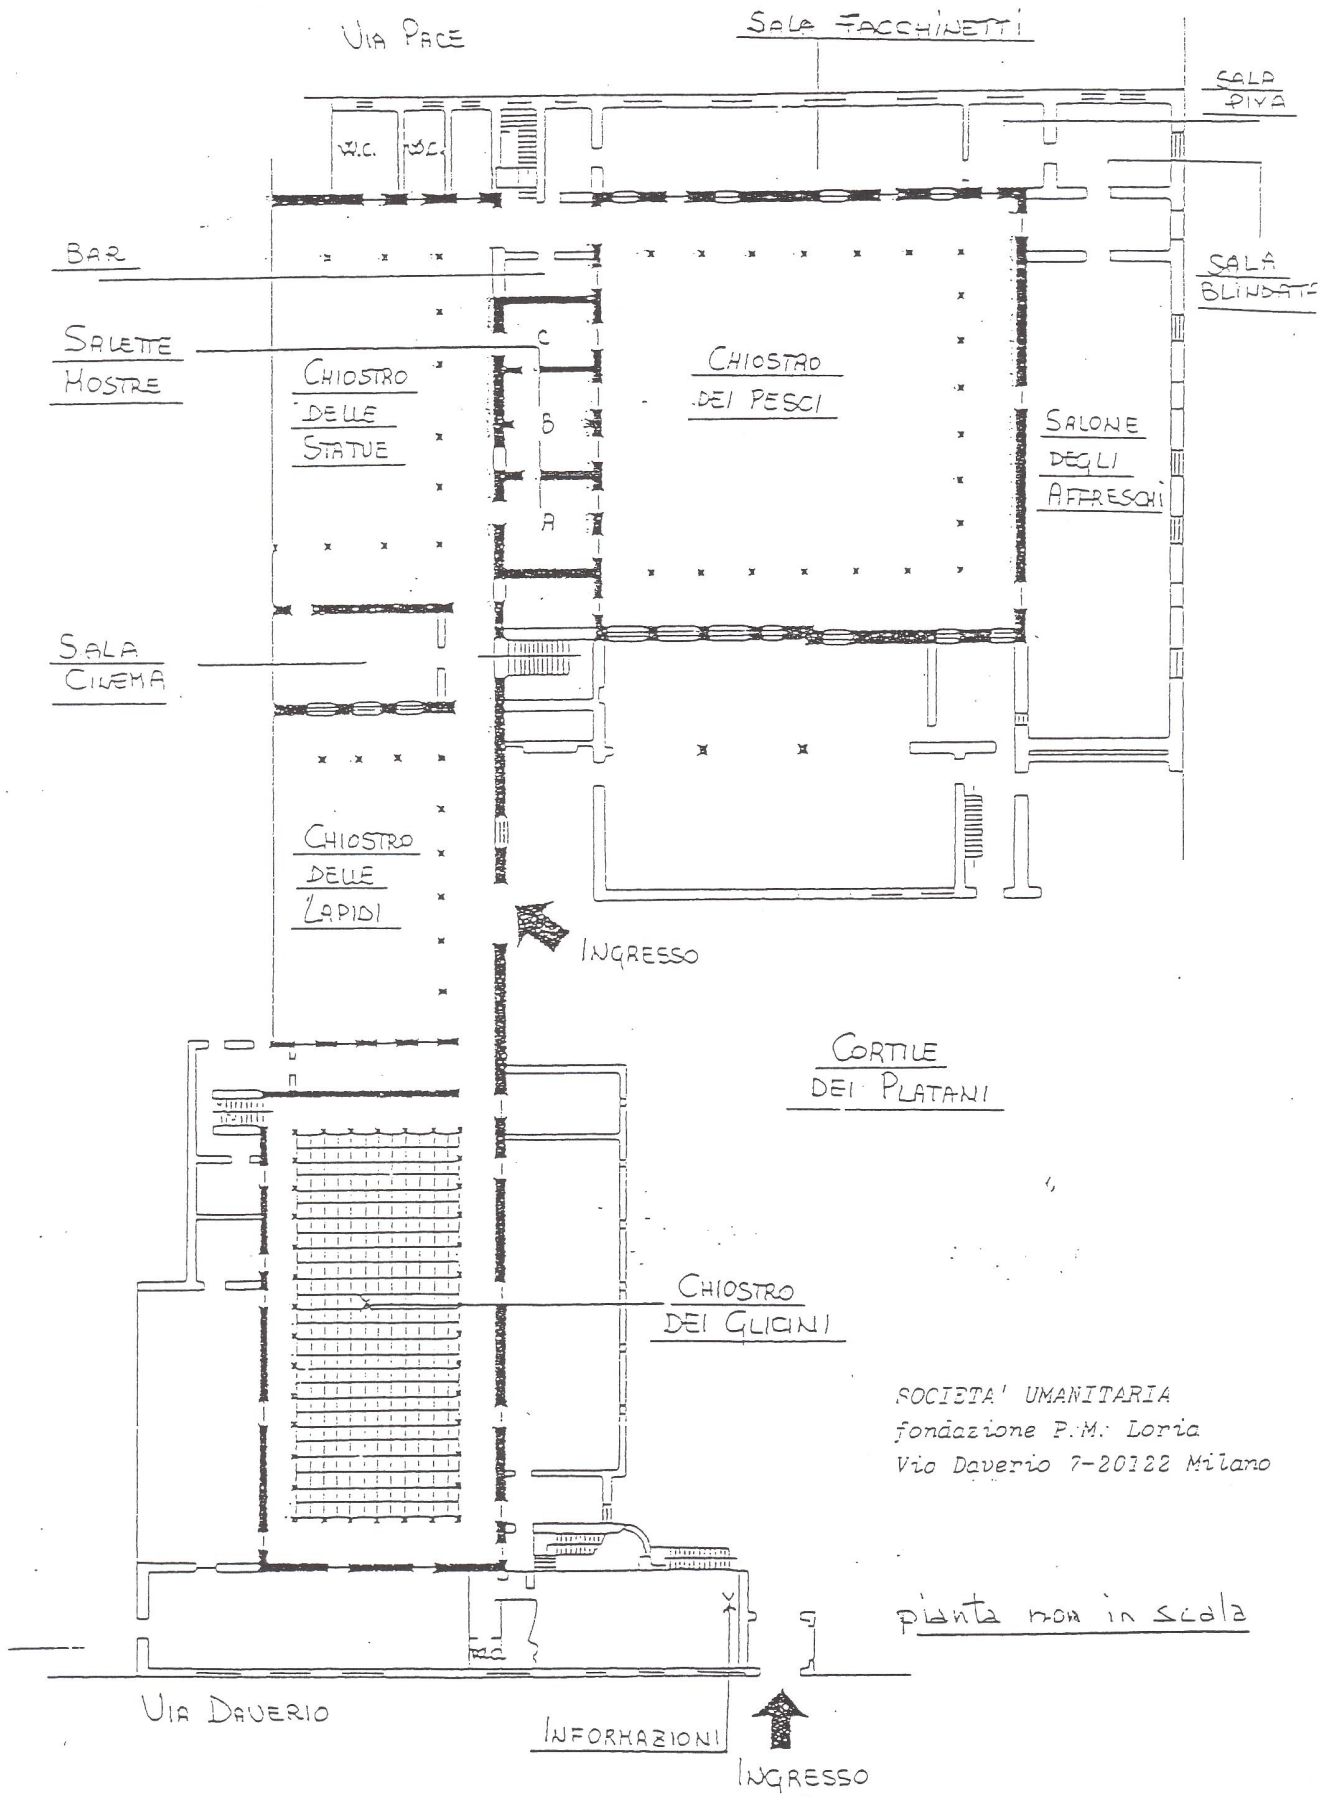 VIA PACE
SALA FACCHINETTI
SALA
PIVA
W.C.
W.C.
BAR
SALA
BLINDAT
SALETTE
MOSTRE
C
B
A
CHIOSTRO
DELLE
STATUE
CHIOSTRO
DEI PESCI
SALONE
DEGLI
AFFRESCHI
SALA
CINEMA
CHIOSTRO
DELLE
LAPIDI
INGRESSO
CORTILE
DEI PLATANI
CHIOSTRO
DEI GLICINI
SOCIETA' UMANITARIA
fondazione P.M. Loria
Via Daverio 7-20122 Milano
pianta non in scala
VIA DAVERIO
INFORMAZIONI
INGRESSO